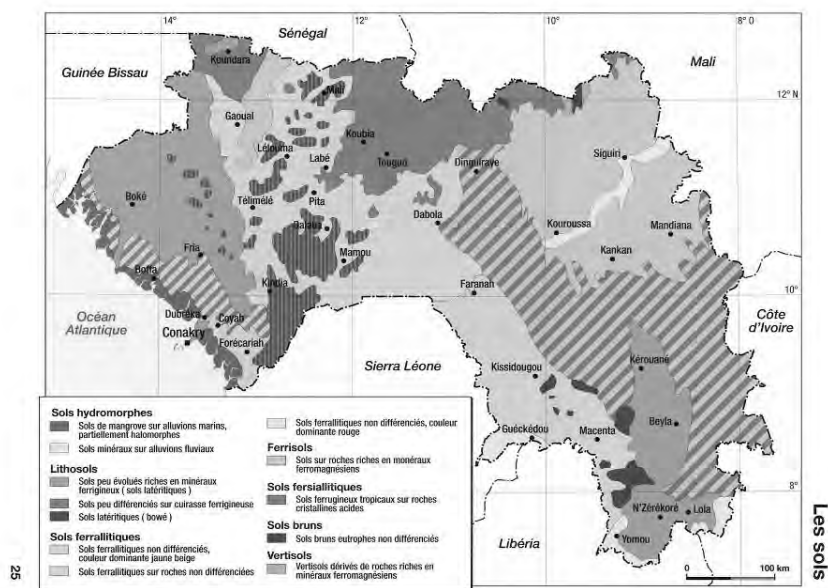 14°
12°
10°
8° O
Sénégal
Guinée Bissau
Mali
12° N
Koundara
Mali
Gaoual
Koubia
Lélouma
Labé
Tougué
Dinguiraye
Siguiri
Boké
Télimélé
Pita
Dabola
Kouroussa
Mandiana
Dalaba
Fria
Mamou
Kankan
Boffa
Kindia
Faranah
10°
Océan
Atlantique
Dubréka
Coyah
Conakry
Forécariah
Côte
d'Ivoire
Sierra Léone
Kissidougou
Kérouané
Beyla
Guéckédou
Macenta
8°
N'Zérékoré
Lola
Yomou
Libéria
0 100 km
Sols hydromorphes
Sols de mangrove sur alluvions marins,
partiellement halomorphes
Sols minéraux sur alluvions fluviaux
Lithosols
Sols peu évolués riches en minéraux
ferrigineux ( sols latéritiques )
Sols peu différenciés sur cuirasse ferrigineuse
Sols latéritiques ( bowé )
Sols ferrallitiques
Sols ferrallitiques non différenciés,
couleur dominante jaune beige
Sols ferrallitiques sur roches non différenciées
Sols ferrallitiques non différenciés, couleur
dominante rouge
Ferrisols
Sols sur roches riches en monéraux
ferromagnésiens
Sols fersiallitiques
Sols ferrugineux tropicaux sur roches
cristallines acides
Sols bruns
Sols bruns eutrophes non différenciés
Vertisols
Vertisols dérivés de roches riches en
minéraux ferromagnésiens
Les sols
25